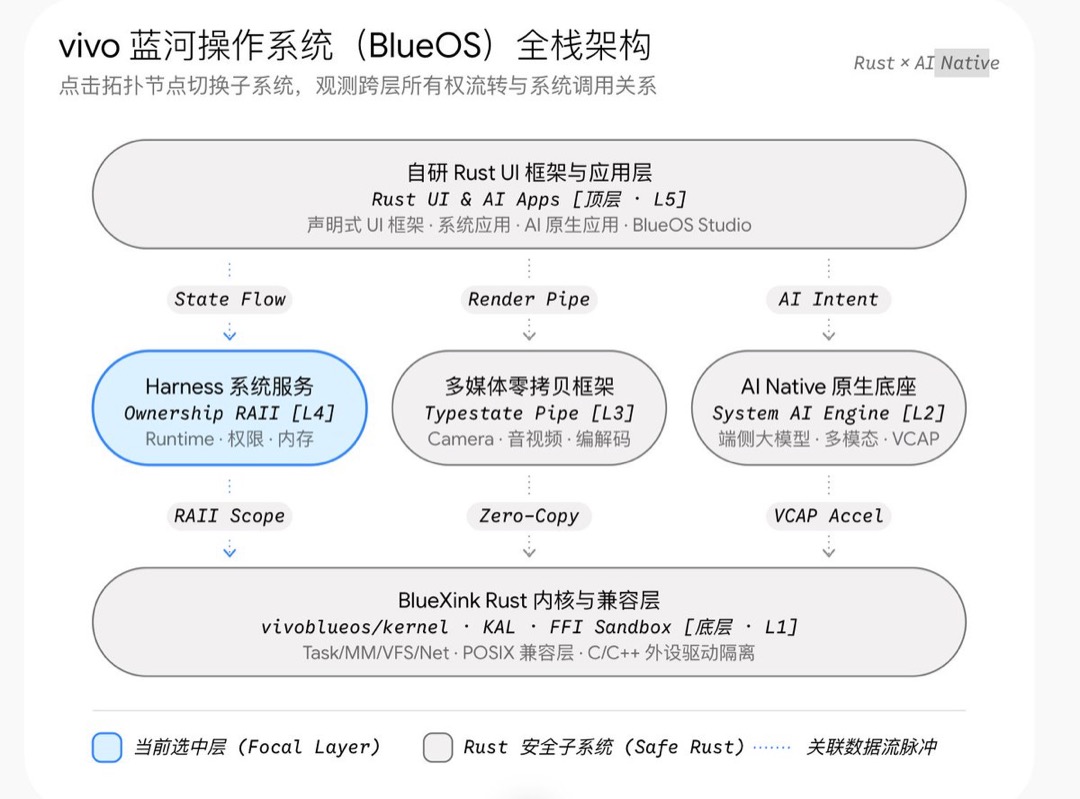 vivo 蓝河操作系统（BlueOS）全栈架构
点击拓扑节点切换子系统，观测跨层所有权流转与系统调用关系
Rust × AI Native
自研 Rust UI 框架与应用层
Rust UI & AI Apps [顶层 · L5]
声明式 UI 框架 · 系统应用 · AI 原生应用 · BlueOS Studio
State Flow
Render Pipe
AI Intent
Harness 系统服务
Ownership RAII [L4]
Runtime · 权限 · 内存
多媒体零拷贝框架
Typestate Pipe [L3]
Camera · 音视频 · 编解码
AI Native 原生底座
System AI Engine [L2]
端侧大模型 · 多模态 · VCAP
RAII Scope
Zero-Copy
VCAP Accel
BlueXink Rust 内核与兼容层
vivoblueos/kernel · KAL · FFI Sandbox [底层 · L1]
Task/MM/VFS/Net · POSIX 兼容层 · C/C++ 外设驱动隔离
当前选中层 (Focal Layer)
Rust 安全子系统 (Safe Rust)
关联数据流脉冲